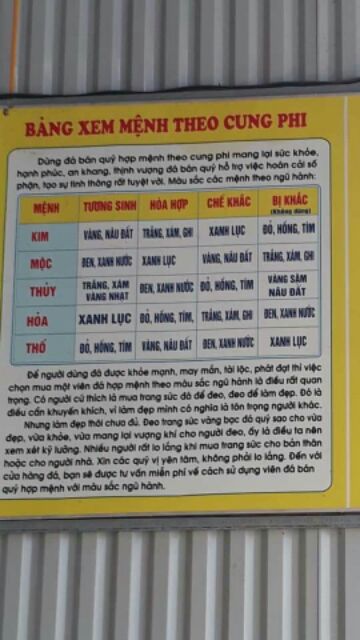 BẢNG XEM MỆNH THEO CUNG PHI
Dùng đá bán quý hợp mệnh theo cung phi mang lại sức khỏe,
hạnh phúc, an khang, thịnh vượng đá bán quý hỗ trợ việc hoán cải số
phận, tạo sự linh thông rất tuyệt vời. Màu sắc các mệnh theo ngũ hành:
MỆNH TƯƠNG SINH HÒA HỢP CHẾ KHẮC BỊ KHẮC
(Không dùng)
KIM VÀNG, NÂU ĐẤT TRẮNG, XÁM, GHI XANH LỤC ĐỎ, HỒNG, TÍM
MỘC ĐEN, XANH NƯỚC XANH LỤC VÀNG, NÂU ĐẤT TRẮNG, XÁM, GHI
THỦY TRẮNG, XÁM VÀNG NHẠT ĐEN, XANH NƯỚC ĐỎ, HỒNG, TÍM VÀNG SẬM NÂU ĐẤT
HỎA XANH LỤC ĐỎ, HỒNG, TÍM, TRẮNG, XÁM, GHI ĐEN, XANH NƯỚC
THỔ ĐỎ, HỒNG, TÍM VÀNG, NÂU ĐẤT ĐEN, XANH NƯỚC XANH LỤC
Để người dùng đá được khỏe mạnh, may mắn, tài lộc, phát đạt thì việc
chọn mua một viên đá hợp mệnh theo màu sắc ngũ hành là điều rất quan
trọng. Có người cứ thích là mua trang sức đá để đeo, đeo để làm đẹp. Đó là
điều cần khuyến khích, vì làm đẹp mình có nghĩa là tôn trọng người khác.
Nhưng làm đẹp thôi chưa đủ. Đeo trang sức vàng bạc đá quý sao cho vừa
đẹp, vừa khỏe, vừa mang lại vượng khí cho người đeo, ấy là điều ta nên
xem xét kỹ lưỡng. Nhiều người rất lo lắng khi mua trang sức cho bản thân
hoặc cho người nhà. Xin các quý vị yên tâm, không phải lo lắng. Đến với
cửa hàng đá, bạn sẽ được tư vấn miễn phí về cách sử dụng viên đá bán
quý hợp mệnh với màu sắc ngũ hành.